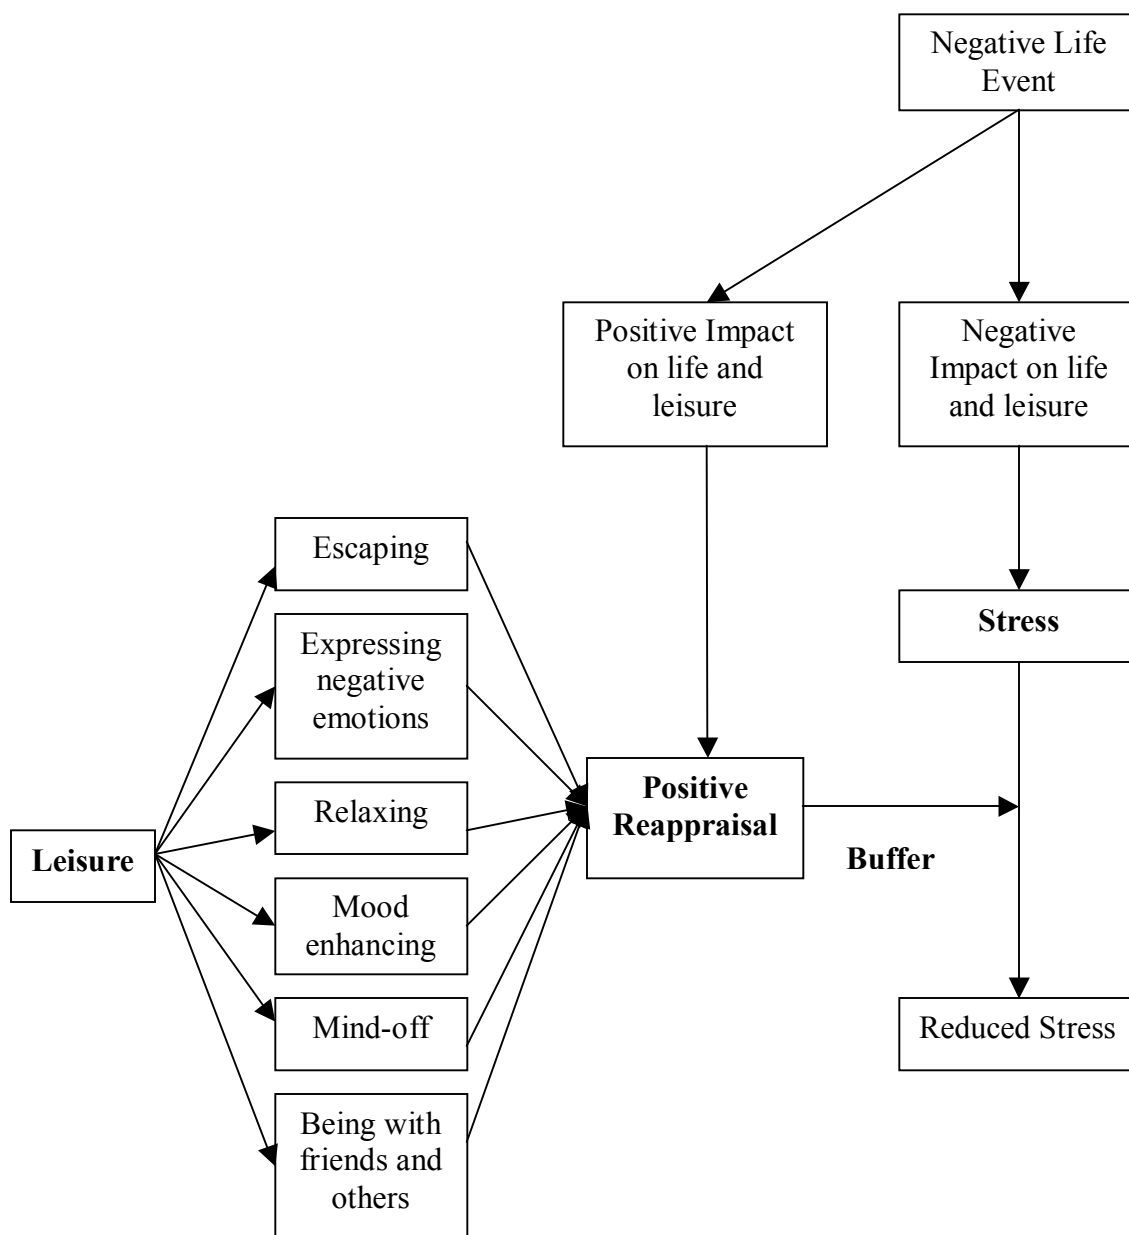 Negative Life
Event
Positive Impact
on life and
leisure
Negative
Impact on life
and leisure
Escaping
Stress
Expressing
negative
emotions
Positive
Reappraisal
Relaxing
Leisure
Buffer
Mood
enhancing
Mind-off
Reduced Stress
Being with
friends and
others